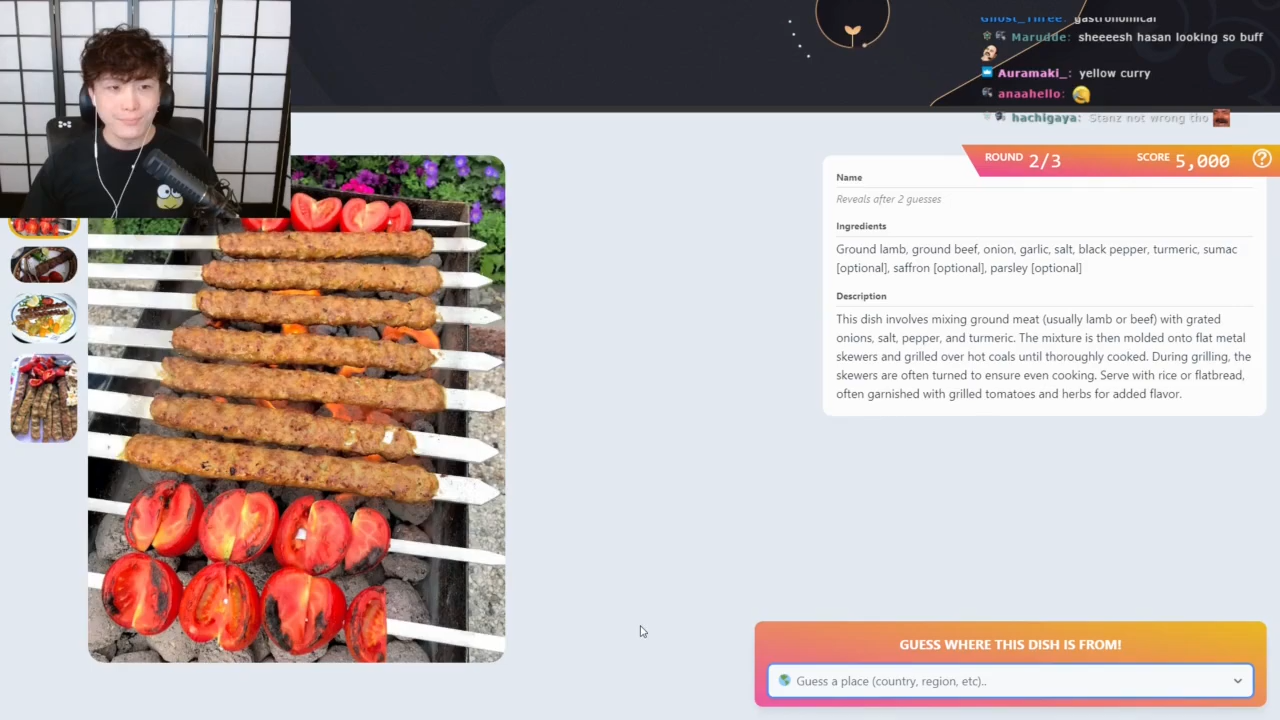 Ghost_Three: gastronomical
Marudde: sheeeesh hasan looking so buff
Auramaki_: yellow curry
anaahello:
hachigaya: Stanz not wrong tho
ROUND 2/3
SCORE 5,000
Name
Reveals after 2 guesses
Ingredients
Ground lamb, ground beef, onion, garlic, salt, black pepper, turmeric, sumac
[optional], saffron [optional], parsley [optional]
Description
This dish involves mixing ground meat (usually lamb or beef) with grated
onions, salt, pepper, and turmeric. The mixture is then molded onto flat metal
skewers and grilled over hot coals until thoroughly cooked. During grilling, the
skewers are often turned to ensure even cooking. Serve with rice or flatbread,
often garnished with grilled tomatoes and herbs for added flavor.
GUESS WHERE THIS DISH IS FROM!
Guess a place (country, region, etc)..